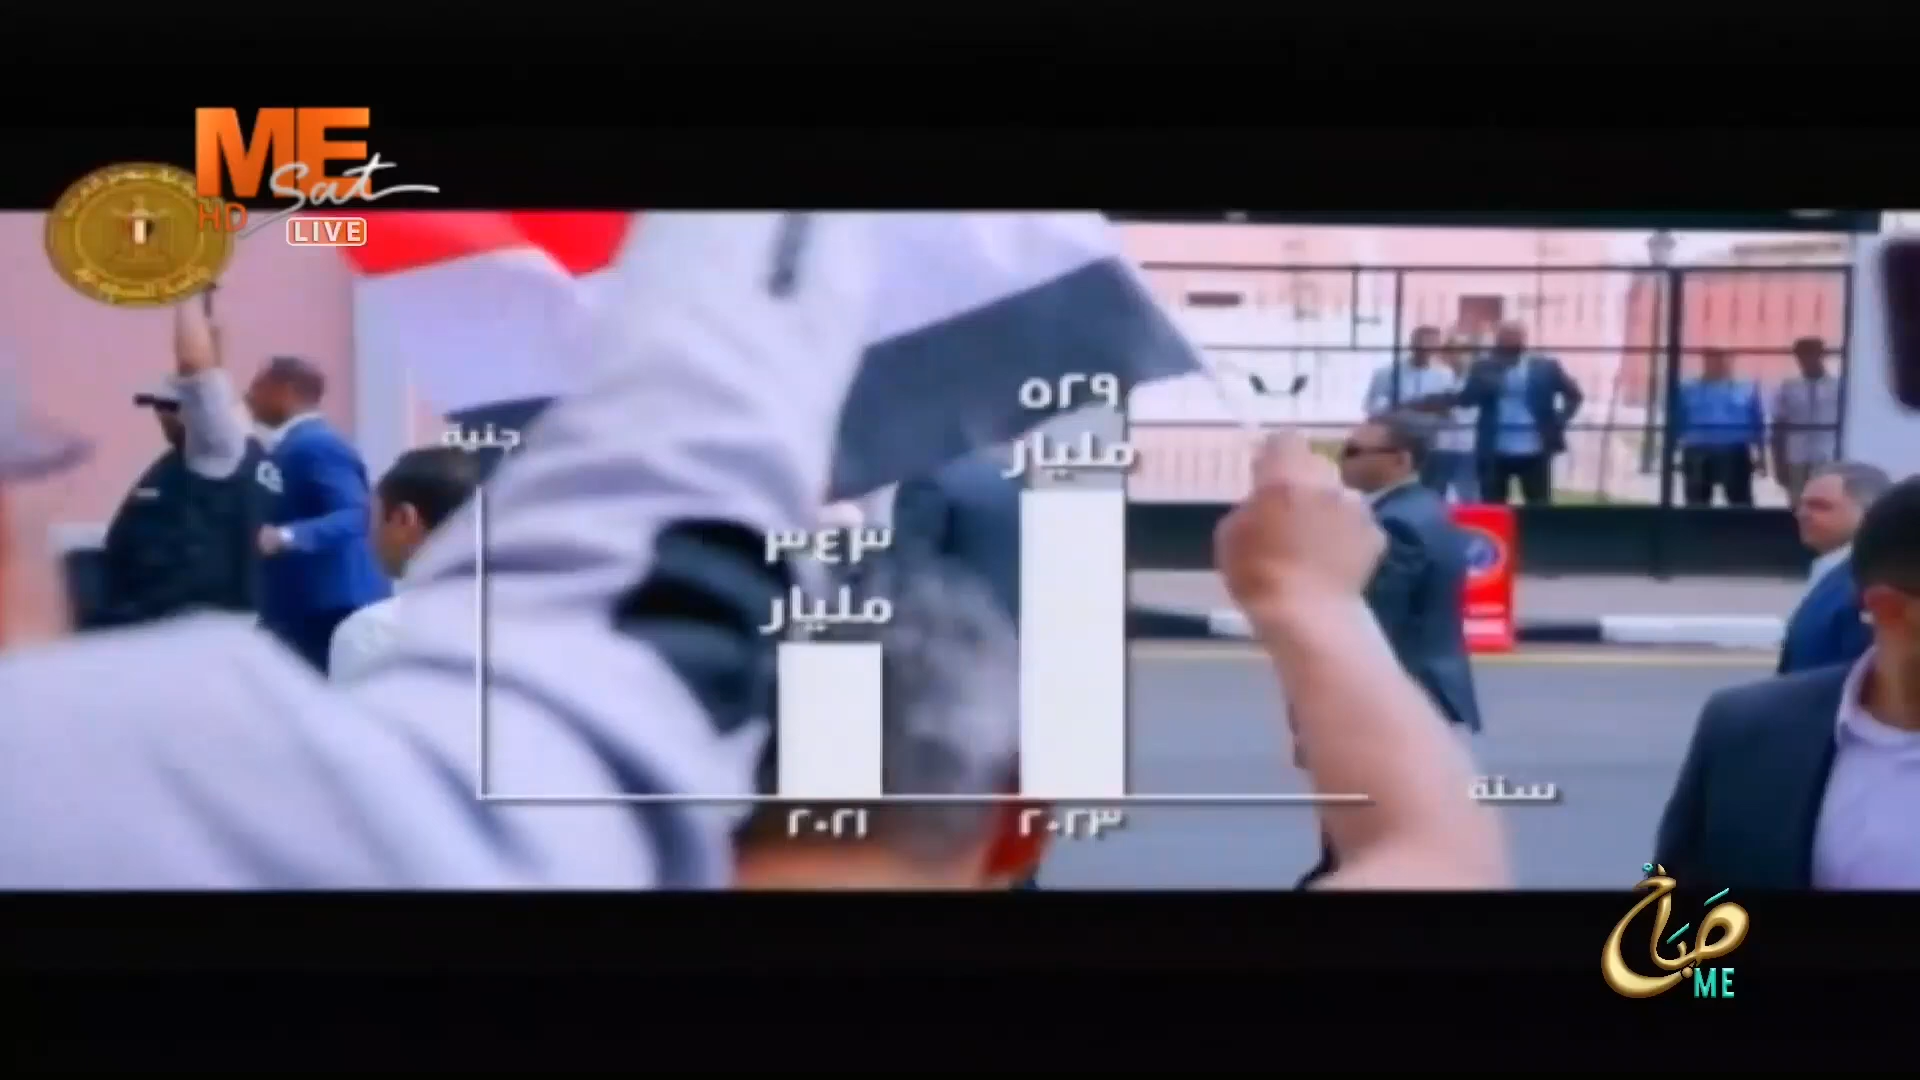 ME
Sat
HD
LIVE
جنية
٥٢٩
مليار
٣٤٣
مليار
سنة
٢٠٢١
٢٠٢٣
صباح
ME